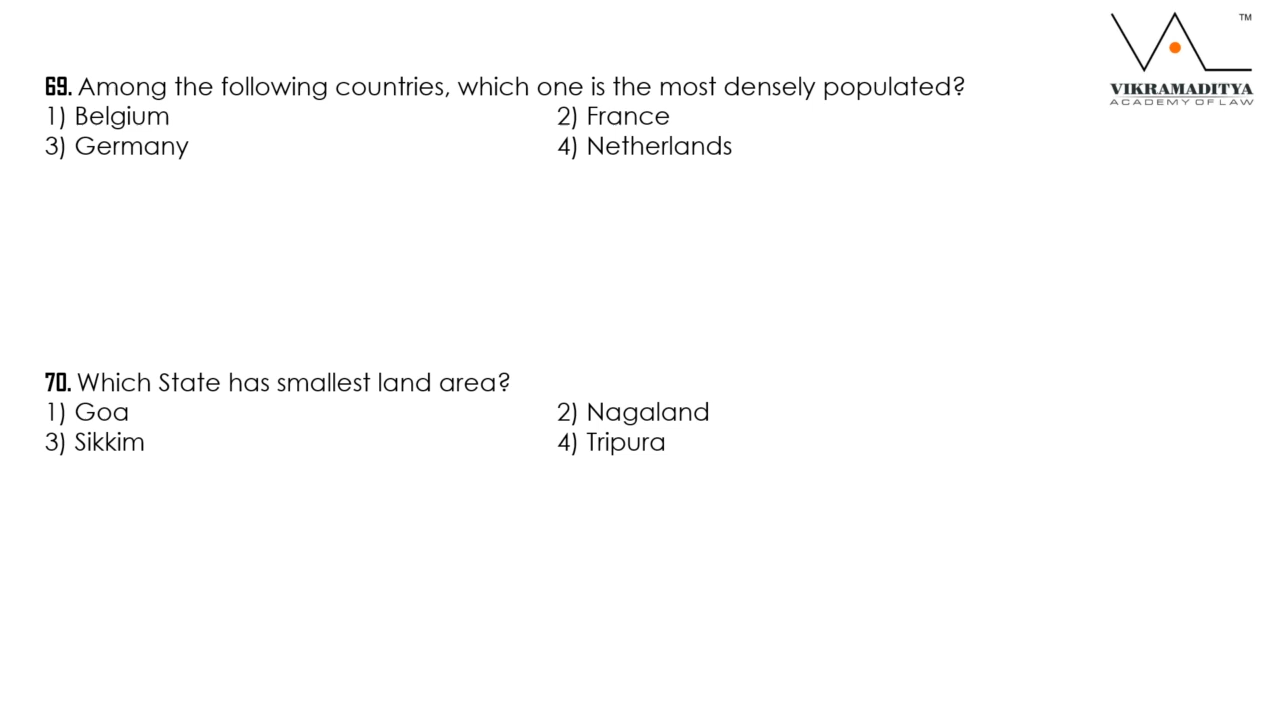 TM
VIKRAMADITYA
ACADEMY OF LAW
69. Among the following countries, which one is the most densely populated?
1) Belgium 2) France
3) Germany 4) Netherlands
70. Which State has smallest land area?
1) Goa 2) Nagaland
3) Sikkim 4) Tripura